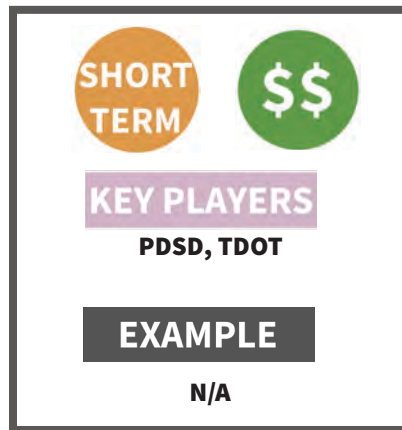 SHORT
TERM
$$
KEY PLAYERS
PDSD, TDOT
EXAMPLE
N/A